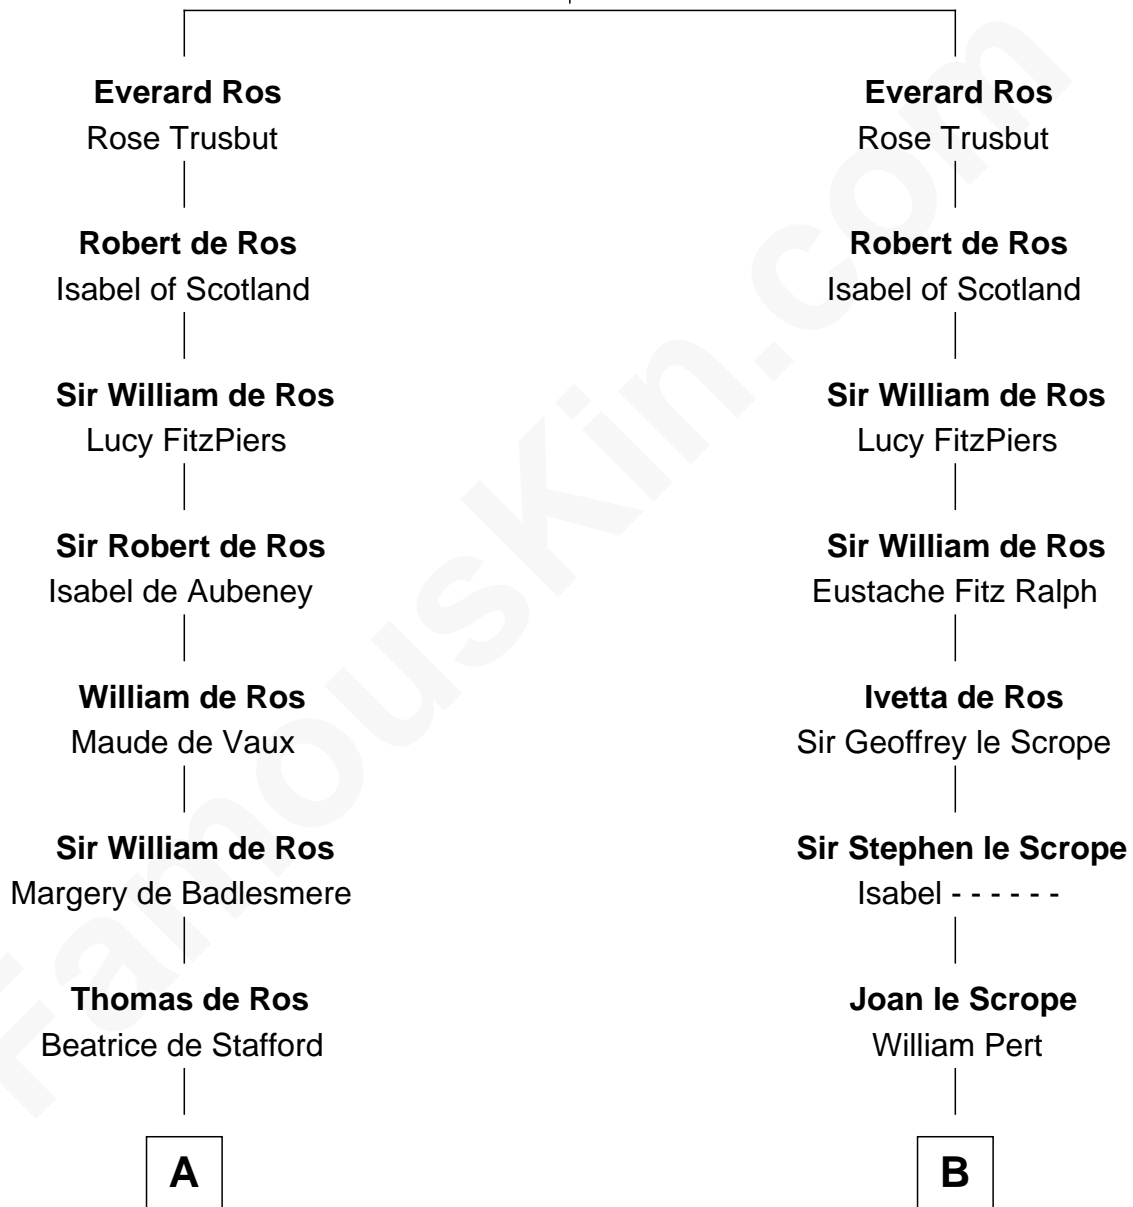 Everard Ros
Rose Trusbut
Robert de Ros
Isabel of Scotland
Sir William de Ros
Lucy FitzPiers
Sir Robert de Ros
Isabel de Aubeney
William de Ros
Maude de Vaux
Sir William de Ros
Margery de Badlesmere
Thomas de Ros
Beatrice de Stafford
A
Everard Ros
Rose Trusbut
Robert de Ros
Isabel of Scotland
Sir William de Ros
Lucy FitzPiers
Sir William de Ros
Eustache Fitz Ralph
Ivetta de Ros
Sir Geoffrey le Scrope
Sir Stephen le Scrope
Isabel - - - - - -
Joan le Scrope
William Pert
B
FamousKin.com